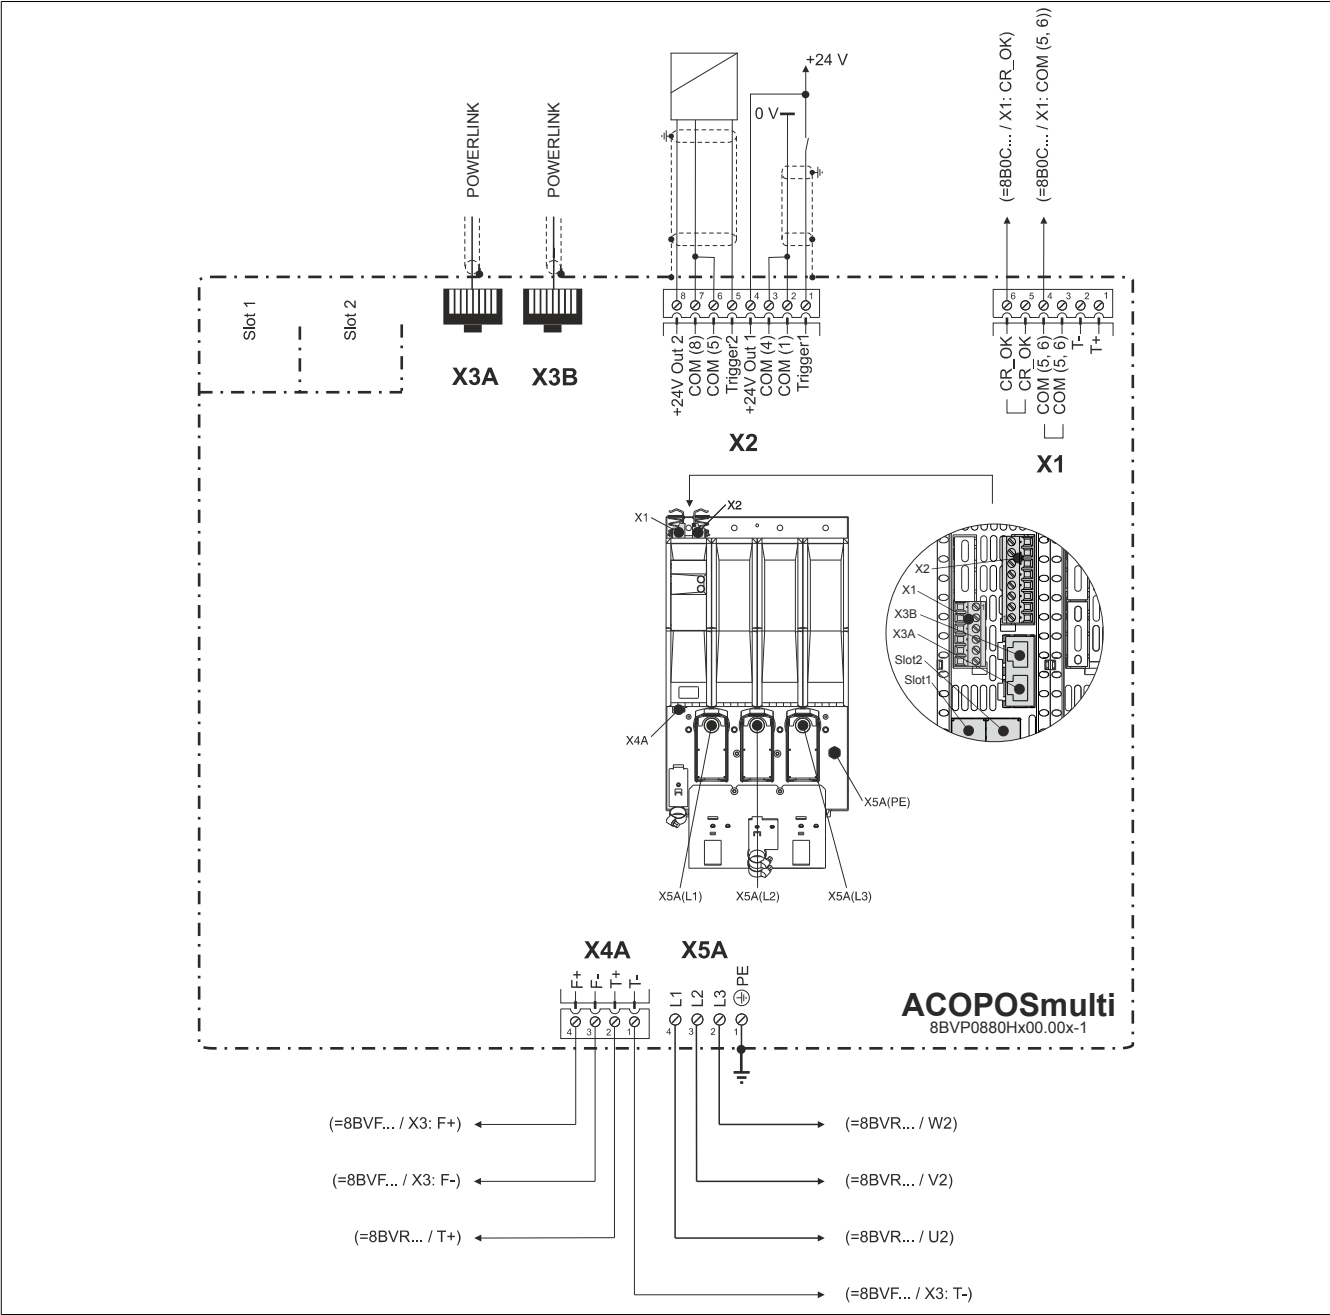 (=8B0C... / X1: CR_OK)
(=8B0C... / X1: COM (5, 6))
+24 V
0 V
POWERLINK
POWERLINK
Slot 1
Slot 2
X3A
X3B
8 7 6 5 4 3 2 1
+24V Out 2
COM (8)
COM (5)
Trigger2
+24V Out 1
COM (4)
COM (1)
Trigger1
X2
6 5 4 3 2 1
CR_OK
CR_OK
COM (5, 6)
COM (5, 6)
T-
T+
X1
X1
X2
X4A
X5A(PE)
X5A(L1)
X5A(L2)
X5A(L3)
X2
X1
X3B
X3A
Slot2
Slot1
1
X4A
F+
F-
T+
T-
4 3 2 1
X5A
L1
L2
L3
PE
4 3 2 1
ACOPOSmulti
8BVP0880Hx00.00x-1
(=8BVF... / X3: F+)
(=8BVR... / W2)
(=8BVF... / X3: F-)
(=8BVR... / V2)
(=8BVR... / T+)
(=8BVR... / U2)
(=8BVF... / X3: T-)